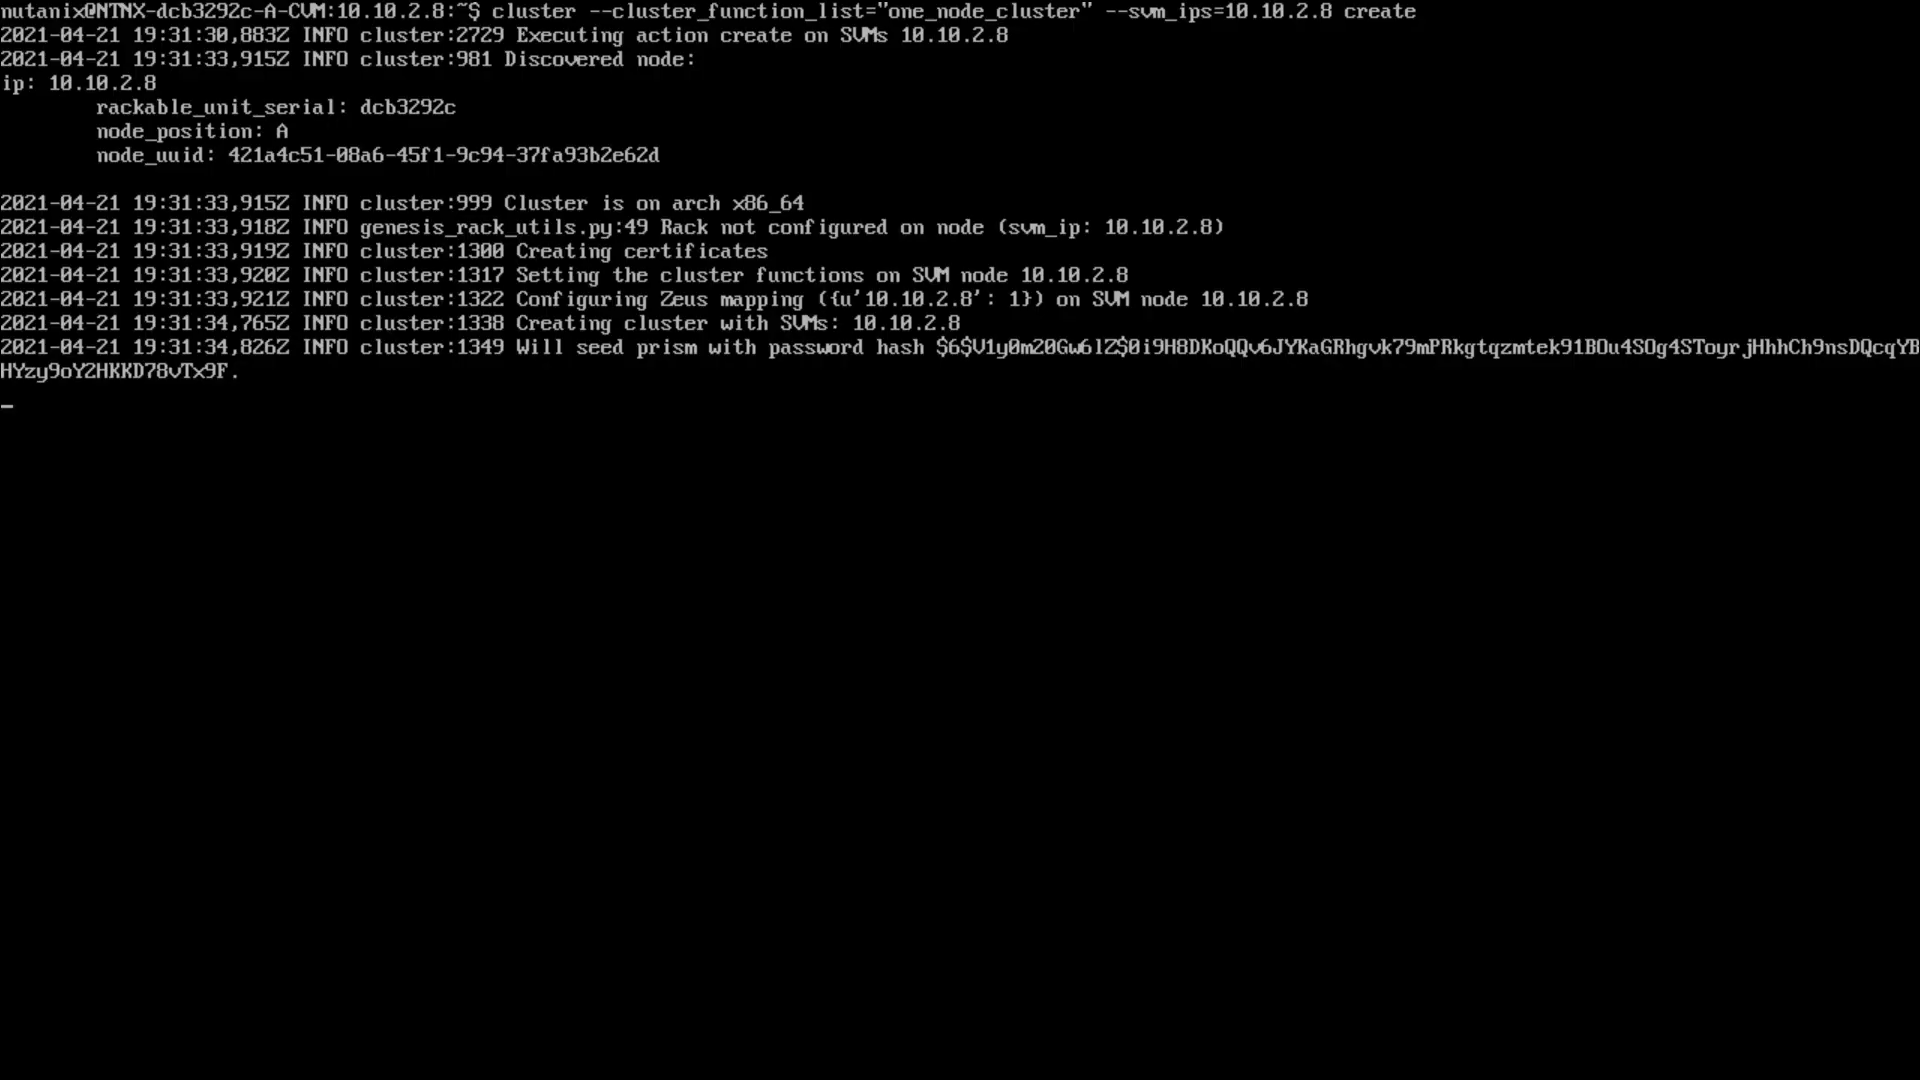 nutanix@NTNX-dcb3292c-A-CVM:10.10.2.8:~$ cluster --cluster_function_list="one_node_cluster" --svm_ips=10.10.2.8 create
2021-04-21 19:31:30,883Z INFO cluster:2729 Executing action create on SVMs 10.10.2.8
2021-04-21 19:31:33,915Z INFO cluster:981 Discovered node:
ip: 10.10.2.8
        rackable_unit_serial: dcb3292c
        node_position: A
        node_uuid: 421a4c51-08a6-45f1-9c94-37fa93b2e62d

2021-04-21 19:31:33,915Z INFO cluster:999 Cluster is on arch x86_64
2021-04-21 19:31:33,918Z INFO genesis_rack_utils.py:49 Rack not configured on node (svm_ip: 10.10.2.8)
2021-04-21 19:31:33,919Z INFO cluster:1300 Creating certificates
2021-04-21 19:31:33,920Z INFO cluster:1317 Setting the cluster functions on SVM node 10.10.2.8
2021-04-21 19:31:33,921Z INFO cluster:1322 Configuring Zeus mapping ({u'10.10.2.8': 1}) on SVM node 10.10.2.8
2021-04-21 19:31:34,765Z INFO cluster:1338 Creating cluster with SVMs: 10.10.2.8
2021-04-21 19:31:34,826Z INFO cluster:1349 Will seed prism with password hash $6$V1y0m20Gw6lZ$0i9H8DKoQQv6JYKaGRhgvk79mPRkgtqzmtek91BOu4SOg4SToyrjHhhCh9nsDQcqYB
HYzy9oY2HKKD78vTx9F.